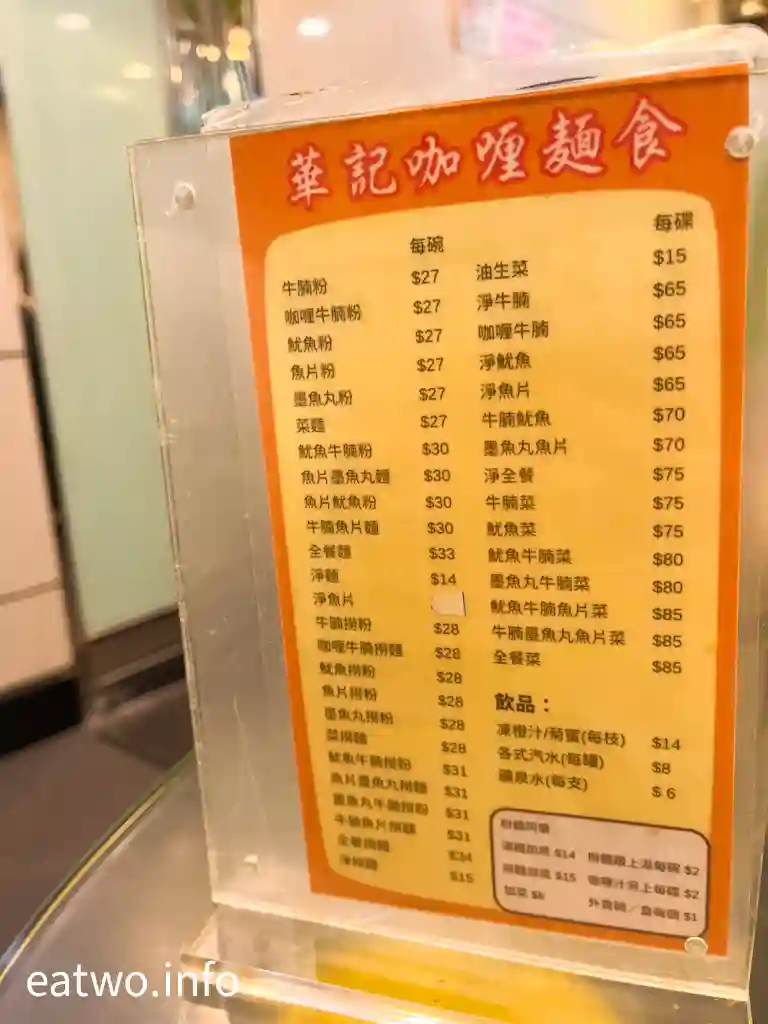 華記咖喱麵食
每碗
牛腩粉 $27
咖喱牛腩粉 $27
魷魚粉 $27
魚片粉 $27
墨魚丸粉 $27
菜麵 $27
魷魚牛腩粉 $30
魚片墨魚丸麵 $30
魚片魷魚粉 $30
牛腩魚片麵 $30
全餐麵 $33
淨麵 $14
淨魚片
牛腩撈粉 $28
咖喱牛腩撈麵 $28
魷魚撈粉 $28
魚片撈粉 $28
墨魚丸撈粉 $28
菜撈麵 $28
魷魚牛腩撈粉 $31
魚片墨魚丸撈麵 $31
墨魚丸牛腩撈粉 $31
牛腩魚片撈麵 $31
全餐撈麵 $34
淨撈麵 $15
每碟
油生菜 $15
淨牛腩 $65
咖喱牛腩 $65
淨魷魚 $65
淨魚片 $65
牛腩魷魚 $70
墨魚丸魚片 $70
淨全餐 $75
牛腩菜 $75
魷魚菜 $75
魷魚牛腩菜 $80
墨魚丸牛腩菜 $80
魷魚牛腩魚片菜 $85
牛腩墨魚丸魚片菜 $85
全餐菜 $85
飲品：
凍橙汁/菊蜜(每枝) $14
各式汽水(每罐) $8
礦泉水(每支) $ 6
$14 $2
$15 $2
加菜 $8 $1
eatwo.info